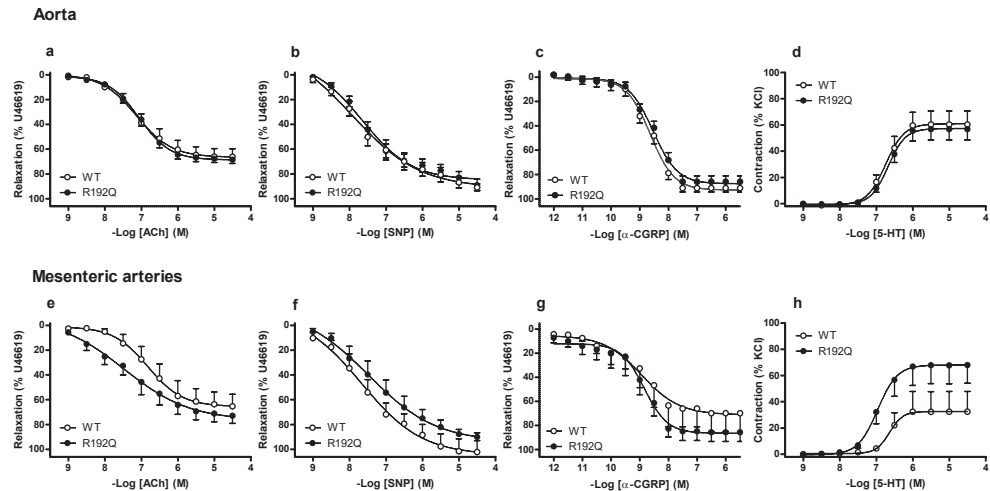 Aorta
a
b
c
d
Relaxation (% U46619)
0
20
40
60
80
100
WT
R192Q
9 8 7 6 5 4
-Log [ACh] (M)
Relaxation (% U46619)
0
20
40
60
80
100
WT
R192Q
9 8 7 6 5 4
-Log [SNP] (M)
Relaxation (% U46619)
0
20
40
60
80
100
WT
R192Q
12 11 10 9 8 7 6
-Log [α-CGRP] (M)
Contraction (% KCl)
100
80
60
40
20
0
WT
R192Q
9 8 7 6 5 4
-Log [5-HT] (M)
Mesenteric arteries
e
f
g
h
Relaxation (% U46619)
0
20
40
60
80
100
WT
R192Q
9 8 7 6 5 4
-Log [ACh] (M)
Relaxation (% U46619)
0
20
40
60
80
100
WT
R192Q
9 8 7 6 5 4
-Log [SNP] (M)
Relaxation (% U46619)
0
20
40
60
80
100
WT
R192Q
12 11 10 9 8 7 6
-Log [α-CGRP] (M)
Contraction (% KCl)
100
80
60
40
20
0
WT
R192Q
9 8 7 6 5 4
-Log [5-HT] (M)